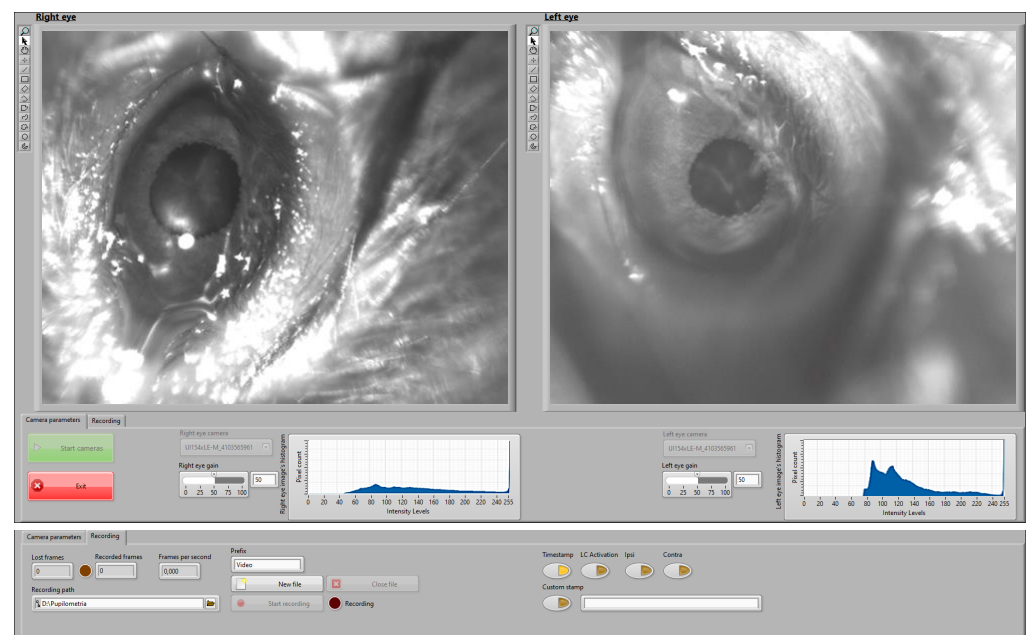 Right eye
Left eye
Camera parameters Recording
Start cameras
Exit
Right eye camera
UI154xLE-M_4103565961
Right eye gain
50
0 25 50 75 100
Right eye image's histogram
Pixel count
0 20 40 60 80 100 120 140 160 180 200 220 240 255
Intensity Levels
Left eye camera
UI154xLE-M_4103565961
Left eye gain
50
0 25 50 75 100
Left eye image's histogram
Pixel count
0 20 40 60 80 100 120 140 160 180 200 220 240 255
Intensity Levels
Camera parameters Recording
Lost frames Recorded frames Frames per second
0 0 0,000
Recording path
D:\Pupilometria
Prefix
Video
New file Close file
Start recording Recording
Timestamp LC Activation Ipsi Contra
Custom stamp